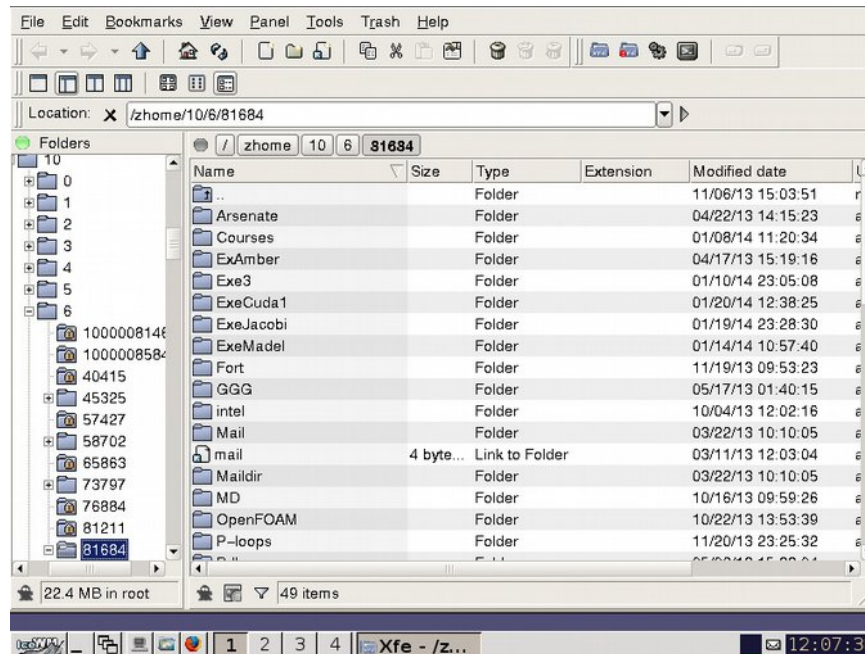 File Edit Bookmarks View Panel Tools Trash Help
Location: /zhome/10/6/81684
Folders
/ zhome 10 6 81684
10
0
1
2
3
4
5
6
1000008146
1000008584
40415
45325
57427
58702
65863
73797
76884
81211
81684
Name Size Type Extension Modified date
.. Folder 11/06/13 15:03:51
Arsenate Folder 04/22/13 14:15:23
Courses Folder 01/08/14 11:20:34
ExAmber Folder 04/17/13 15:19:16
Exe3 Folder 01/10/14 23:05:08
ExeCuda1 Folder 01/20/14 12:38:25
ExeJacobi Folder 01/19/14 23:28:30
ExeMadel Folder 01/14/14 10:57:40
Fort Folder 11/19/13 09:53:23
GGG Folder 05/17/13 01:40:15
intel Folder 10/04/13 12:02:16
Mail Folder 03/22/13 10:10:05
mail 4 byte... Link to Folder 03/11/13 12:03:04
Maildir Folder 03/22/13 10:10:05
MD Folder 10/16/13 09:59:26
OpenFOAM Folder 10/22/13 13:53:39
P-loops Folder 11/20/13 23:25:32
22.4 MB in root
49 items
1 2 3 4 Xfe - /z... 12:07:3